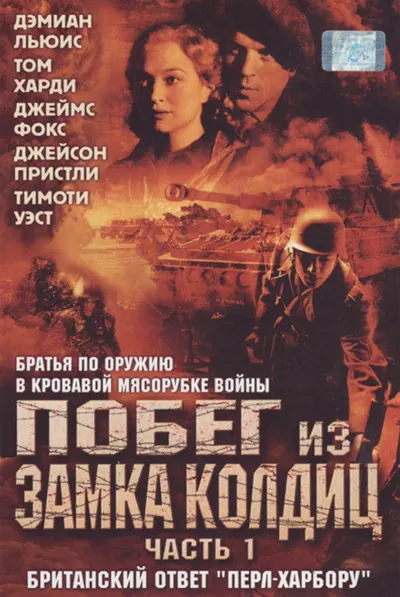 ДЭМИАН
ЛЬЮИС
ТОМ
ХАРДИ
ДЖЕЙМС
ФОКС
ДЖЕЙСОН
ПРИСТЛИ
ТИМОТИ
УЭСТ
БРАТЬЯ ПО ОРУЖИЮ
В КРОВАВОЙ МЯСОРУБКЕ ВОЙНЫ
ПОБЕГ ИЗ
ЗАМКА КОЛДИЦ
ЧАСТЬ 1
БРИТАНСКИЙ ОТВЕТ "ПЕРЛ-ХАРБОРУ"